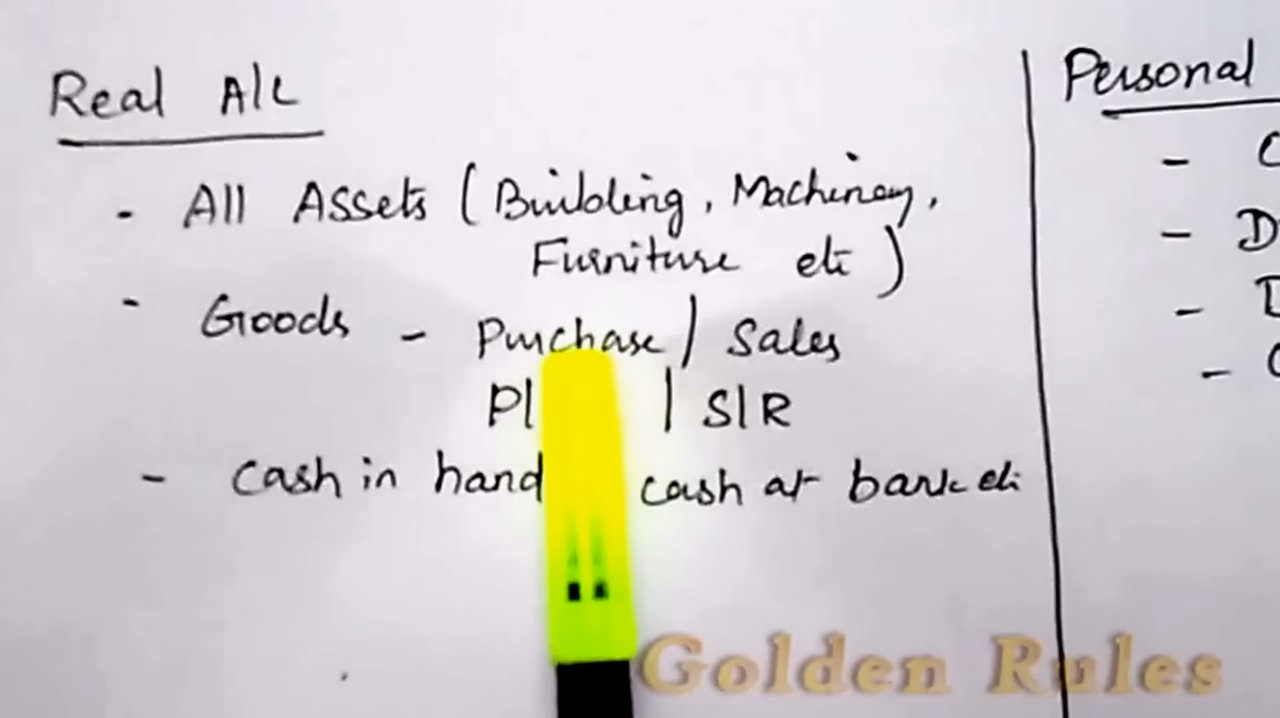 Real A/c
- All Assets (Building, Machinery,
Furniture etc)
- Goods - Purchase / Sales
P| | S|R
- Cash in hand cash at bank etc
Personal
- C
- D
- D
-
Golden Rules